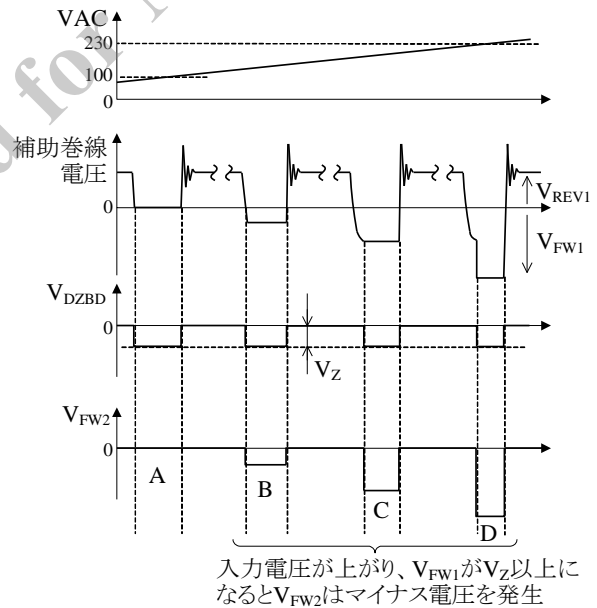 VAC
230
100
0
補助巻線
電圧
0
VREV1
VFW1
VDZBD
0
VZ
VFW2
0
A
B
C
D
入力電圧が上がり、VFW1がVZ以上に
なるとVFW2はマイナス電圧を発生